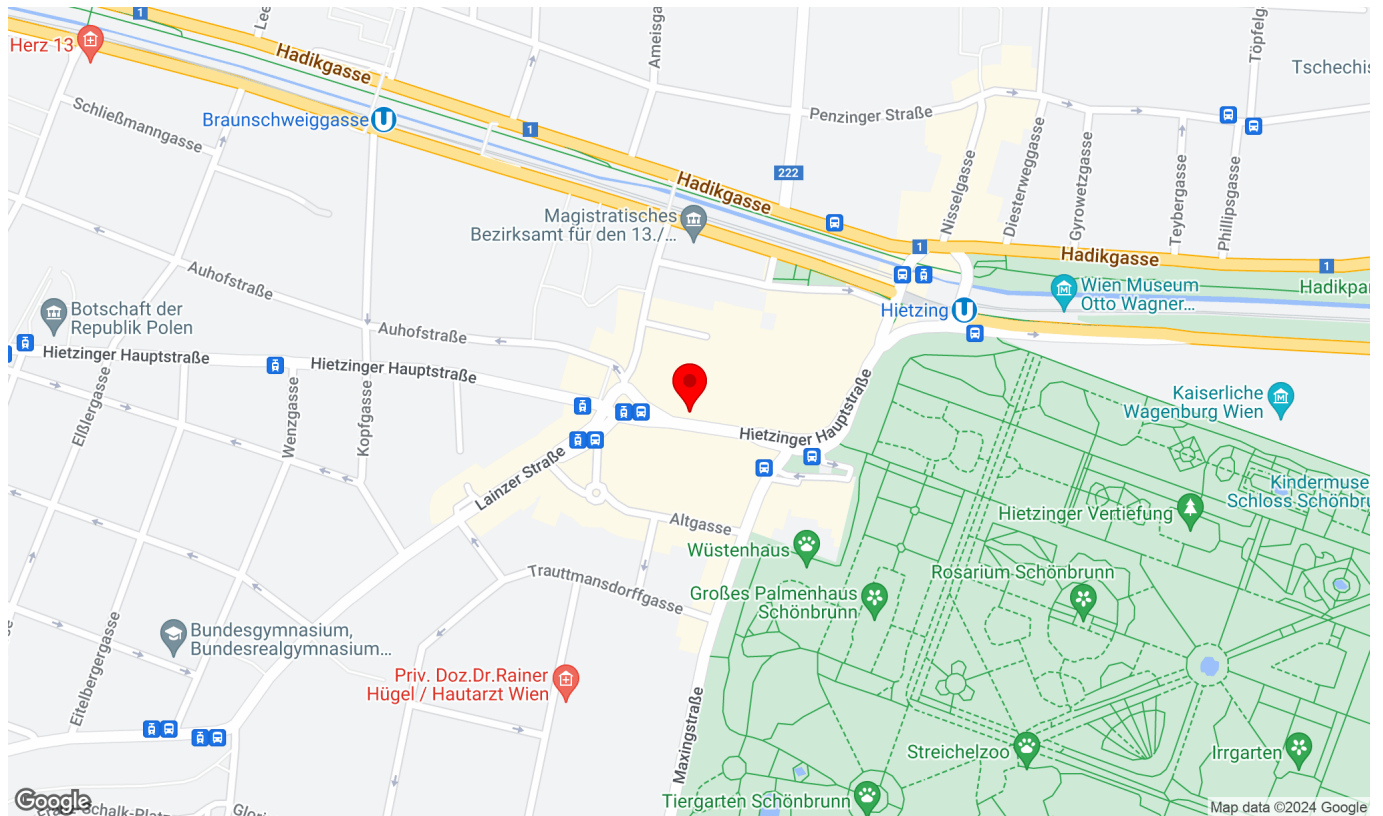 1
Herz 13
Hadikgasse
Ameisga
Töpfelg
Tschechis
Schließmanngasse
Braunschweiggasse
U
1
Penzinger Straße
222
Hadikgasse
Nisselgasse
Diesterweggasse
Gyrowetzgasse
Teybergasse
Phillipsgasse
Magistratisches
Bezirksamt für den 13./...
1
Hadikgasse
1
Auhofstraße
Wien Museum
Otto Wagner...
Hadikpar
Hietzing
U
Botschaft der
Republik Polen
Auhofstraße
Hietzinger Hauptstraße
Hietzinger Hauptstraße
Elßlergasse
Wenzgasse
Kopfgasse
Hietzinger Hauptstraße
Kaiserliche
Wagenburg Wien
Lainzer Straße
Kindermuse
Schloss Schönbru
Hietzinger Vertiefung
Altgasse
Wüstenhaus
Trauttmansdorffgasse
Großes Palmenhaus
Schönbrunn
Rosarium Schönbrunn
Eitelbergergasse
Bundesgymnasium,
Bundesrealgymnasium...
Priv. Doz.Dr.Rainer
Hügel / Hautarzt Wien
Maxingstraße
Streichelzoo
Irrgarten
Tiergarten Schönbrunn
Google
-Schalk-Platz
Glori
Map data ©2024 Google